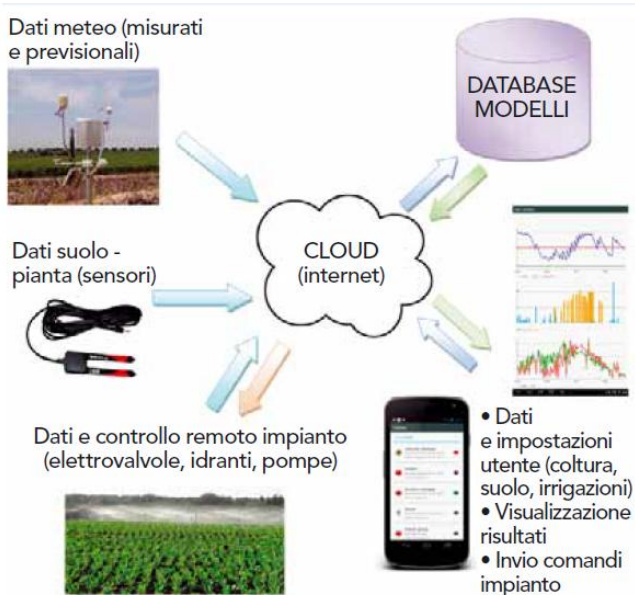 Dati meteo (misurati
e previsionali)
DATABASE
MODELLI
CLOUD
(internet)
Dati suolo -
pianta (sensori)
Dati e controllo remoto impianto
(elettrovalvole, idranti, pompe)
• Dati
e impostazioni
utente (coltura,
suolo, irrigazioni)
• Visualizzazione
risultati
• Invio comandi
impianto